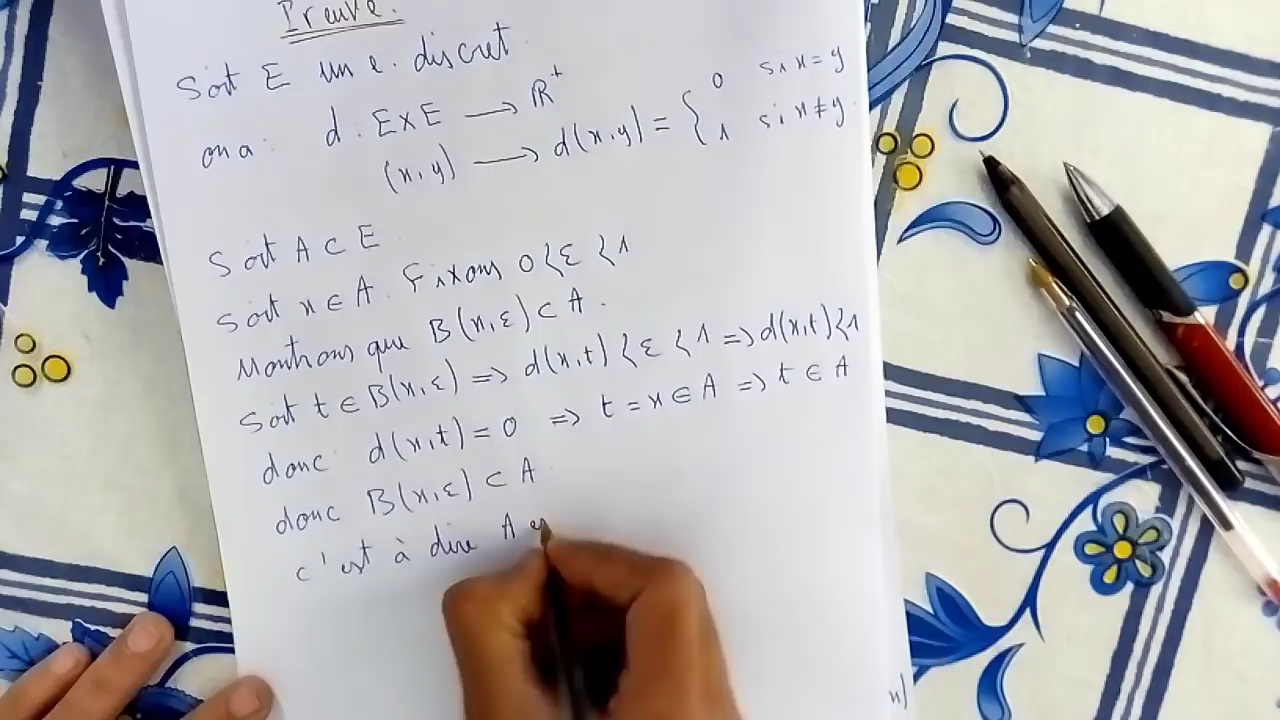 Preuve.
Soit E un e. discret
on a: d: E×E → ℝ⁺
(x,y) → d(x,y) = { 0 si x=y
1 si x≠y
Soit A ⊂ E
Soit x ∈ A. Fixons 0<ε<1
Montrons que B(x,ε) ⊂ A.
Soit t ∈ B(x,ε) => d(x,t) < ε < 1 => d(x,t) < 1
donc d(x,t) = 0 => t = x ∈ A => t ∈ A
donc B(x,ε) ⊂ A
c'est à dire A